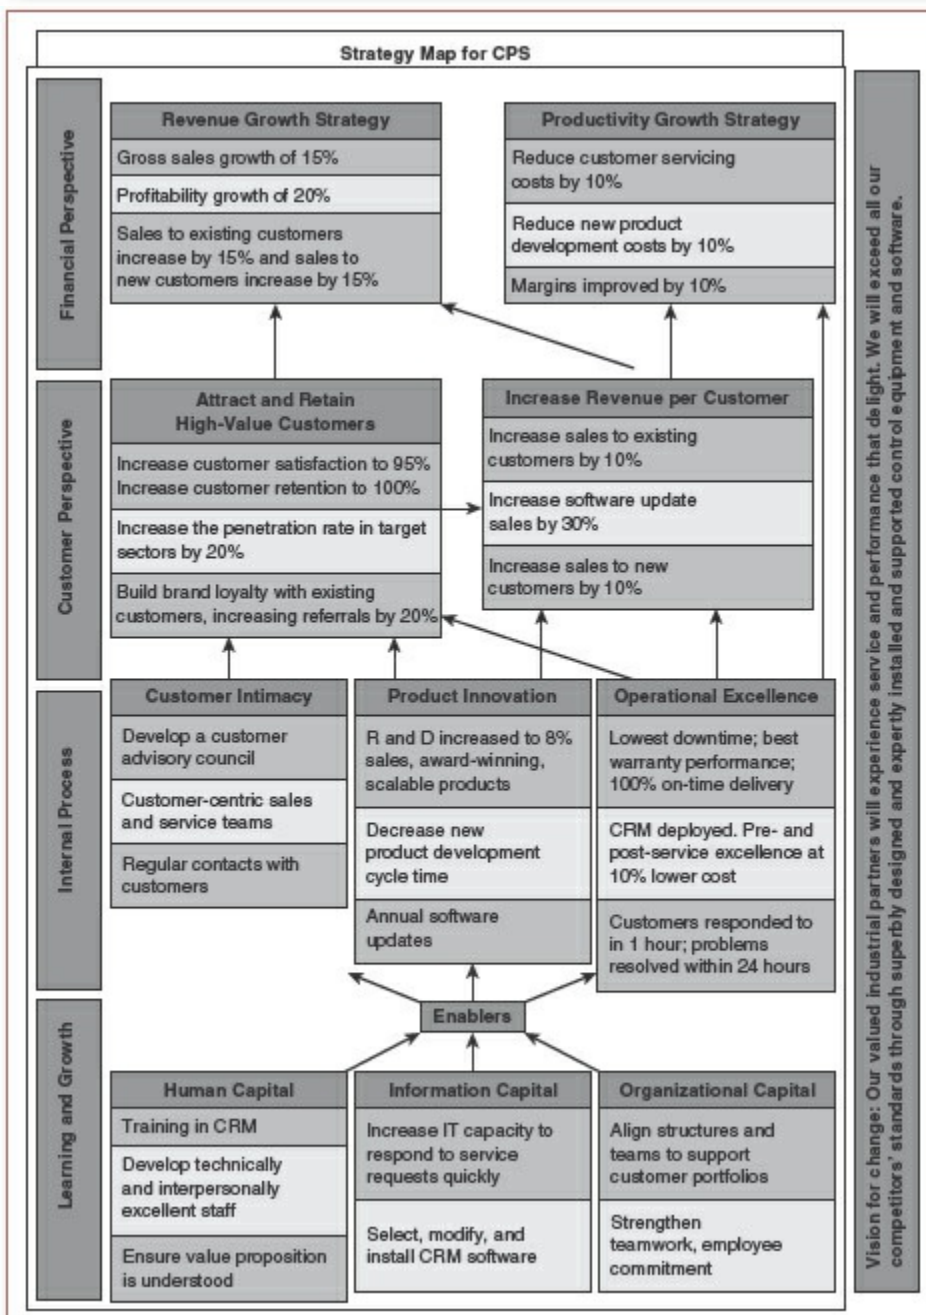 Strategy Map for CPS
Financial Perspective
Revenue Growth Strategy
Gross sales growth of 15%
Profitability growth of 20%
Sales to existing customers
increase by 15% and sales to
new customers increase by 15%
Productivity Growth Strategy
Reduce customer servicing
costs by 10%
Reduce new product
development costs by 10%
Margins improved by 10%
Customer Perspective
Attract and Retain
High-Value Customers
Increase customer satisfaction to 95%
Increase customer retention to 100%
Increase the penetration rate in target
sectors by 20%
Build brand loyalty with existing
customers, increasing referrals by 20%
Increase Revenue per Customer
Increase sales to existing
customers by 10%
Increase software update
sales by 30%
Increase sales to new
customers by 10%
Internal Process
Customer Intimacy
Develop a customer
advisory council
Customer-centric sales
and service teams
Regular contacts with
customers
Product Innovation
R and D increased to 8%
sales, award-winning,
scalable products
Decrease new
product development
cycle time
Annual software
updates
Operational Excellence
Lowest downtime; best
warranty performance;
100% on-time delivery
CRM deployed. Pre- and
post-service excellence at
10% lower cost
Customers responded to
in 1 hour; problems
resolved within 24 hours
Enablers
Learning and Growth
Human Capital
Training in CRM
Develop technically
and interpersonally
excellent staff
Ensure value proposition
is understood
Information Capital
Increase IT capacity to
respond to service
requests quickly
Select, modify, and
install CRM software
Organizational Capital
Align structures and
teams to support
customer portfolios
Strengthen
teamwork, employee
commitment
Vision for change: Our valued industrial partners will experience service and performance that delight. We will exceed all our
competitors' standards through superbly designed and expertly installed and supported control equipment and software.